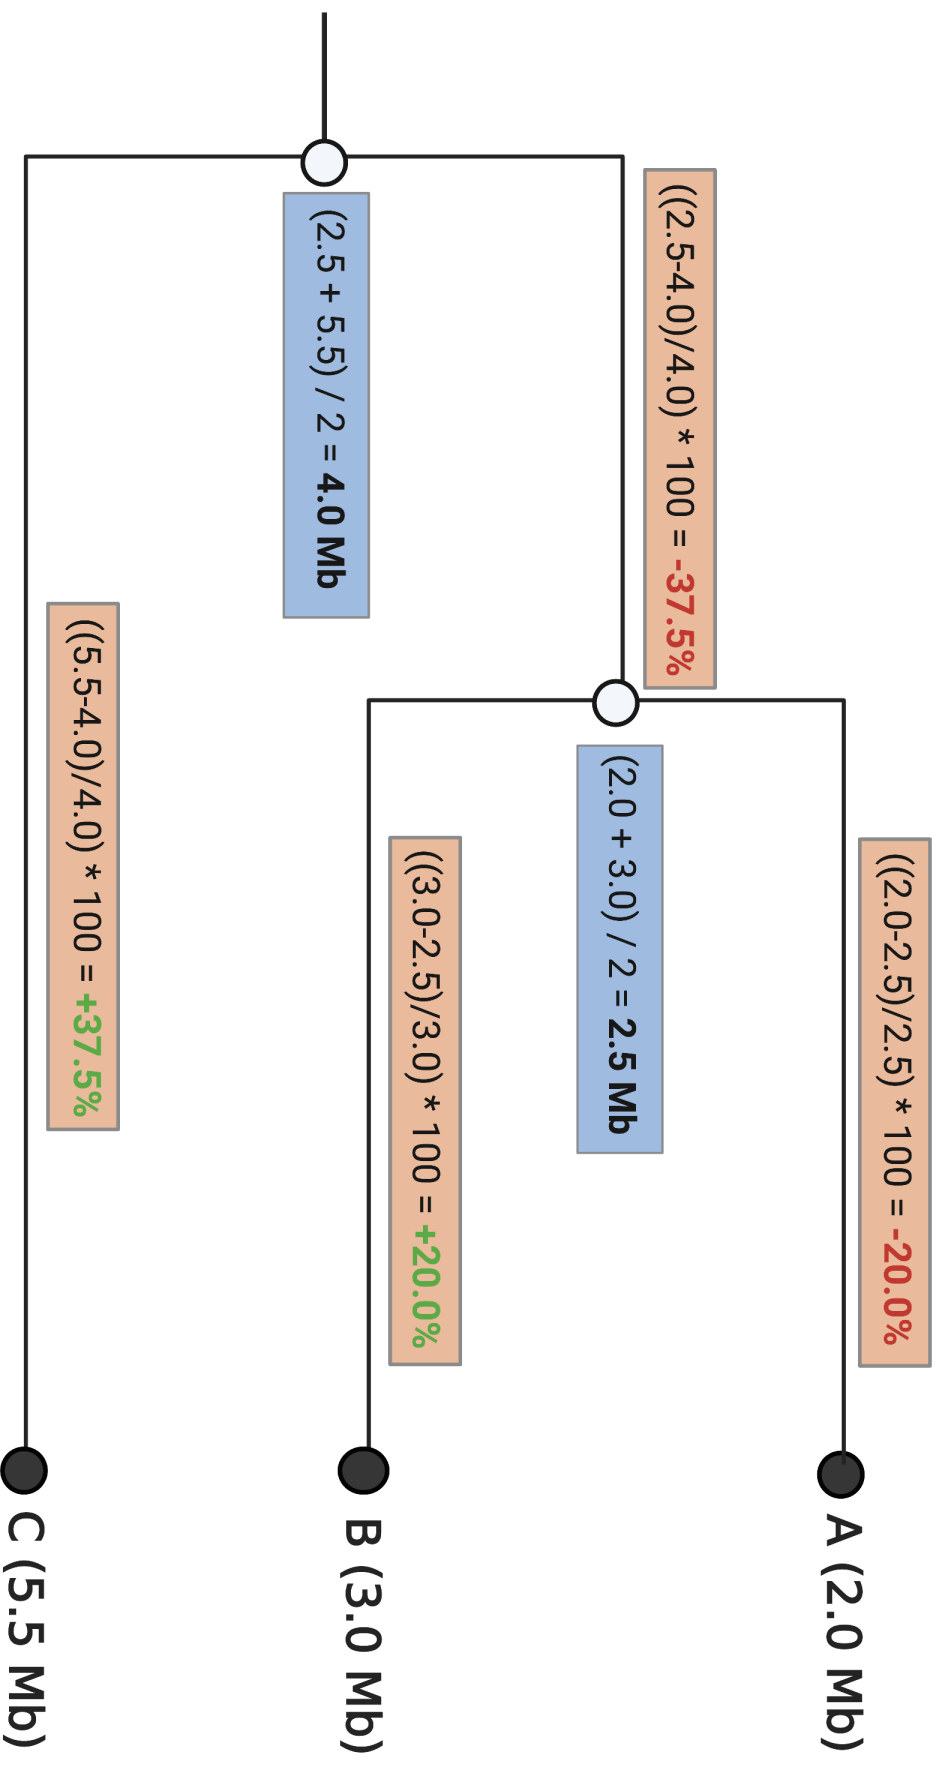 ((2.0-2.5)/2.5) * 100 = -20.0%
A (2.0 Mb)
((2.5-4.0)/4.0) * 100 = -37.5%
(2.0 + 3.0) / 2 = 2.5 Mb
((3.0-2.5)/3.0) * 100 = +20.0%
B (3.0 Mb)
(2.5 + 5.5) / 2 = 4.0 Mb
((5.5-4.0)/4.0) * 100 = +37.5%
C (5.5 Mb)